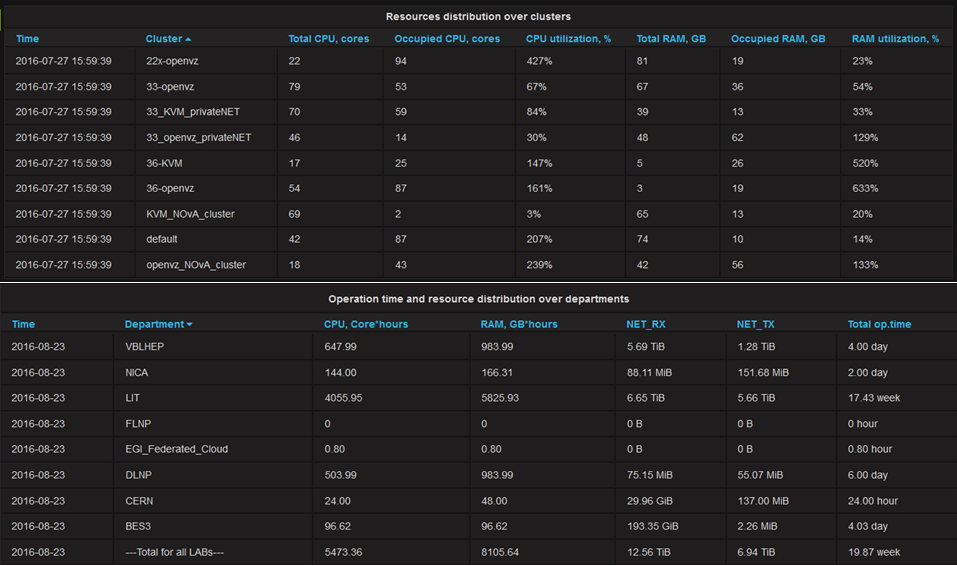 Resources distribution over clusters
Time Cluster Total CPU, cores Occupied CPU, cores CPU utilization, % Total RAM, GB Occupied RAM, GB RAM utilization, %
2016-07-27 15:59:39 22x-openvz 22 94 427% 81 19 23%
2016-07-27 15:59:39 33-openvz 79 53 67% 67 36 54%
2016-07-27 15:59:39 33_KVM_privateNET 70 59 84% 39 13 33%
2016-07-27 15:59:39 33_openvz_privateNET 46 14 30% 48 62 129%
2016-07-27 15:59:39 36-KVM 17 25 147% 5 26 520%
2016-07-27 15:59:39 36-openvz 54 87 161% 3 19 633%
2016-07-27 15:59:39 KVM_NOvA_cluster 69 2 3% 65 13 20%
2016-07-27 15:59:39 default 42 87 207% 74 10 14%
2016-07-27 15:59:39 openvz_NOvA_cluster 18 43 239% 42 56 133%
Operation time and resource distribution over departments
Time Department CPU, Core*hours RAM, GB*hours NET_RX NET_TX Total op.time
2016-08-23 VBLHEP 647.99 983.99 5.69 TiB 1.28 TiB 4.00 day
2016-08-23 NICA 144.00 166.31 88.11 MiB 151.68 MiB 2.00 day
2016-08-23 LIT 4055.95 5825.93 6.65 TiB 5.66 TiB 17.43 week
2016-08-23 FLNP 0 0 0 B 0 B 0 hour
2016-08-23 EGI_Federated_Cloud 0.80 0.80 0 B 0 B 0.80 hour
2016-08-23 DLNP 503.99 983.99 75.15 MiB 55.07 MiB 6.00 day
2016-08-23 CERN 24.00 48.00 29.96 GiB 137.00 MiB 24.00 hour
2016-08-23 BES3 96.62 96.62 193.35 GiB 2.26 MiB 4.03 day
2016-08-23 ---Total for all LABs--- 5473.36 8105.64 12.56 TiB 6.94 TiB 19.87 week